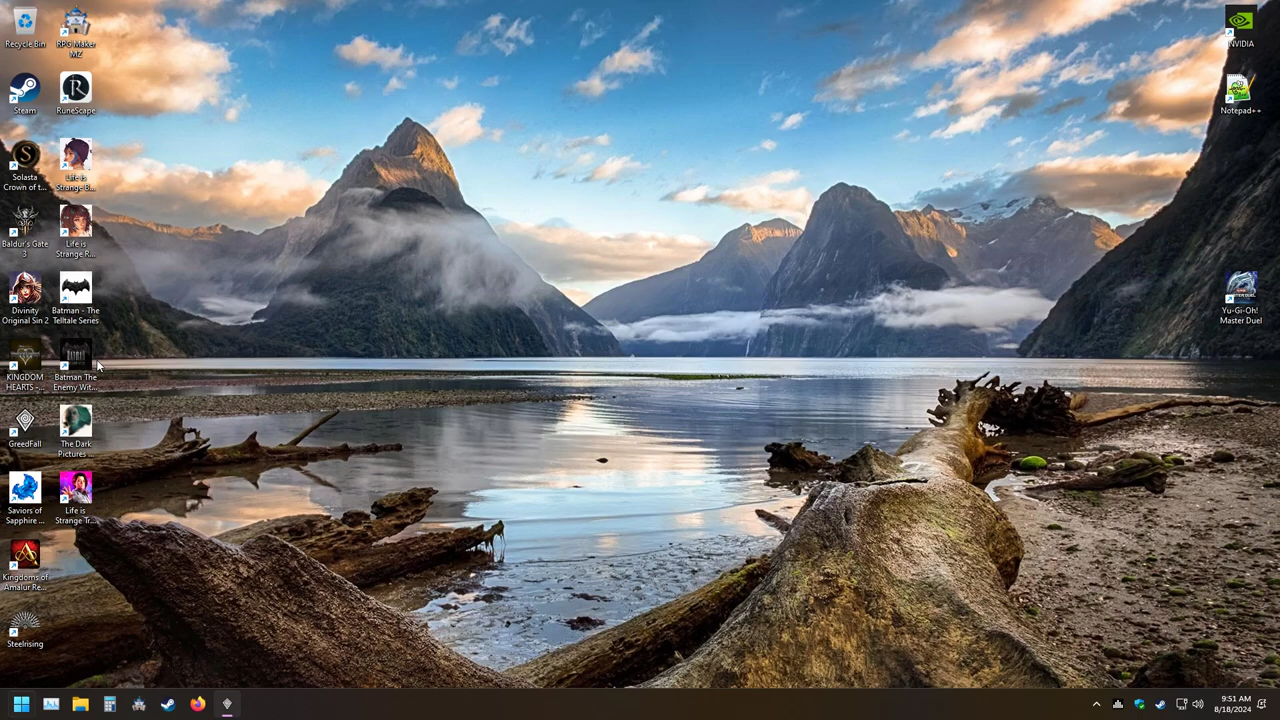 Recycle Bin
RPG Maker
MZ
Steam
RuneScape
Solasta
Crown of t...
Life is
Strange B...
Baldur's Gate
3
Life is
Strange R...
Divinity
Original Sin 2
Batman - The
Telltale Series
KINGDOM
HEARTS -...
Batman The
Enemy Wit...
GreedFall
The Dark
Pictures ...
Saviors of
Sapphire ...
Life is
Strange Tr...
Kingdoms of
Amalur Re...
Steelrising
NVIDIA
Notepad++
Yu-Gi-Oh!
Master Duel
9:51 AM
8/18/2024